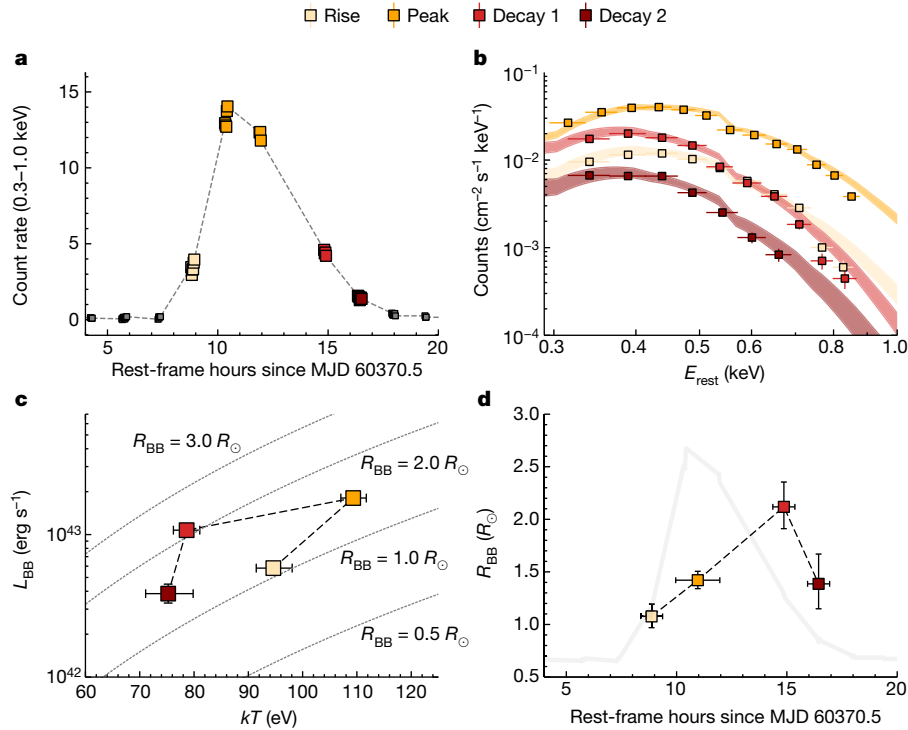 Rise Peak Decay 1 Decay 2
a
Count rate (0.3–1.0 keV)
15
10
5
0
5 10 15 20
Rest-frame hours since MJD 60370.5
b
Counts (cm⁻² s⁻¹ keV⁻¹)
10⁻¹
10⁻²
10⁻³
10⁻⁴
0.3 0.4 0.5 0.6 0.8 1.0
E_rest (keV)
c
L_BB (erg s⁻¹)
10⁴³
10⁴²
R_BB = 3.0 R_⊙
R_BB = 2.0 R_⊙
R_BB = 1.0 R_⊙
R_BB = 0.5 R_⊙
60 70 80 90 100 110 120
kT (eV)
d
R_BB (R_⊙)
3.0
2.5
2.0
1.5
1.0
0.5
5 10 15 20
Rest-frame hours since MJD 60370.5